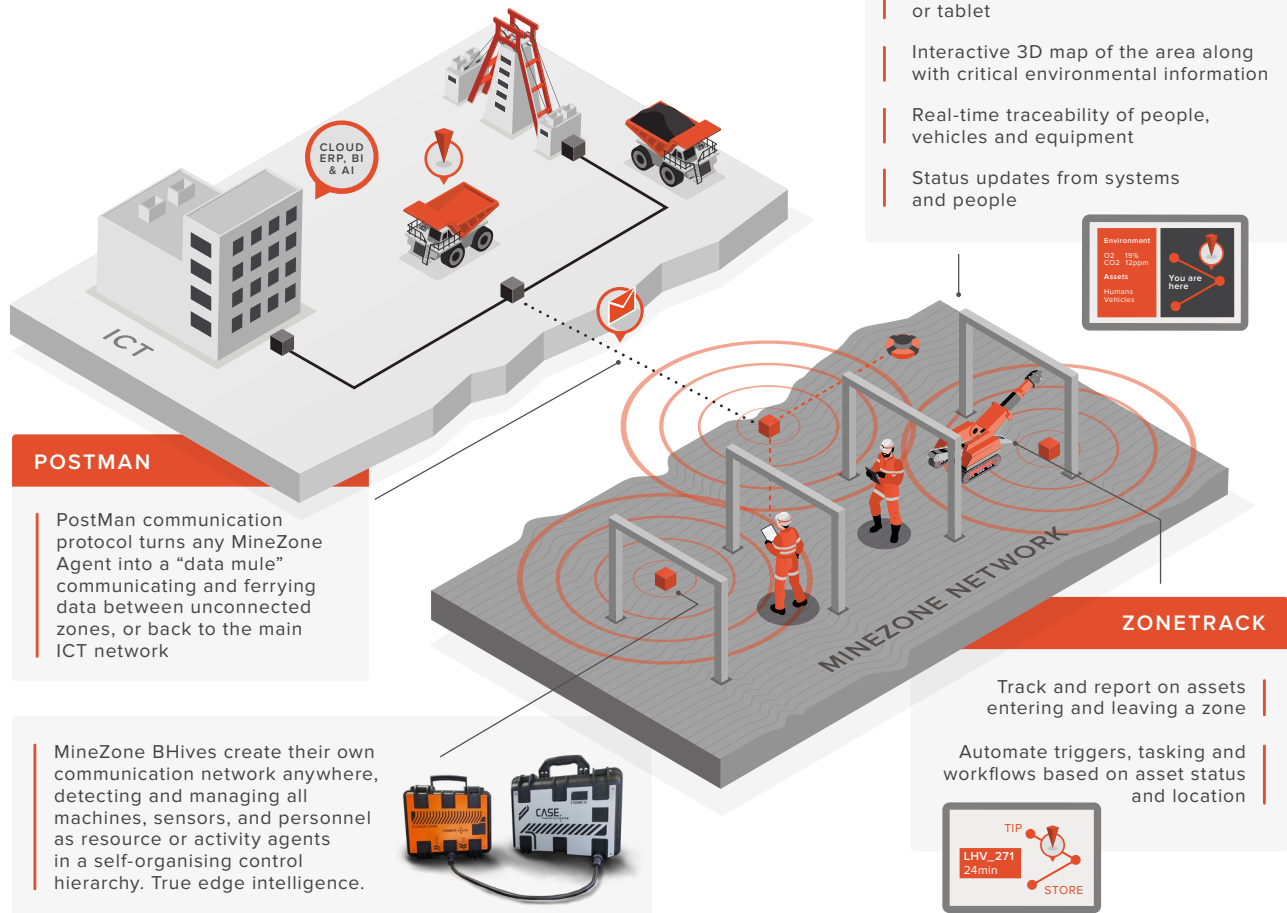 or tablet
Interactive 3D map of the area along
with critical environmental information
Real-time traceability of people,
vehicles and equipment
Status updates from systems
and people
CLOUD
ERP, BI
& AI
ICT
Environment
O2 19%
CO2 12ppm
Assets
Humans
Vehicles
You are
here
POSTMAN
PostMan communication
protocol turns any MineZone
Agent into a “data mule”
communicating and ferrying
data between unconnected
zones, or back to the main
ICT network
MINEZONE NETWORK
ZONETRACK
Track and report on assets
entering and leaving a zone
Automate triggers, tasking and
workflows based on asset status
and location
MineZone BHives create their own
communication network anywhere,
detecting and managing all
machines, sensors, and personnel
as resource or activity agents
in a self-organising control
hierarchy. True edge intelligence.
CASE.
TIP
LHV_271
24min
STORE